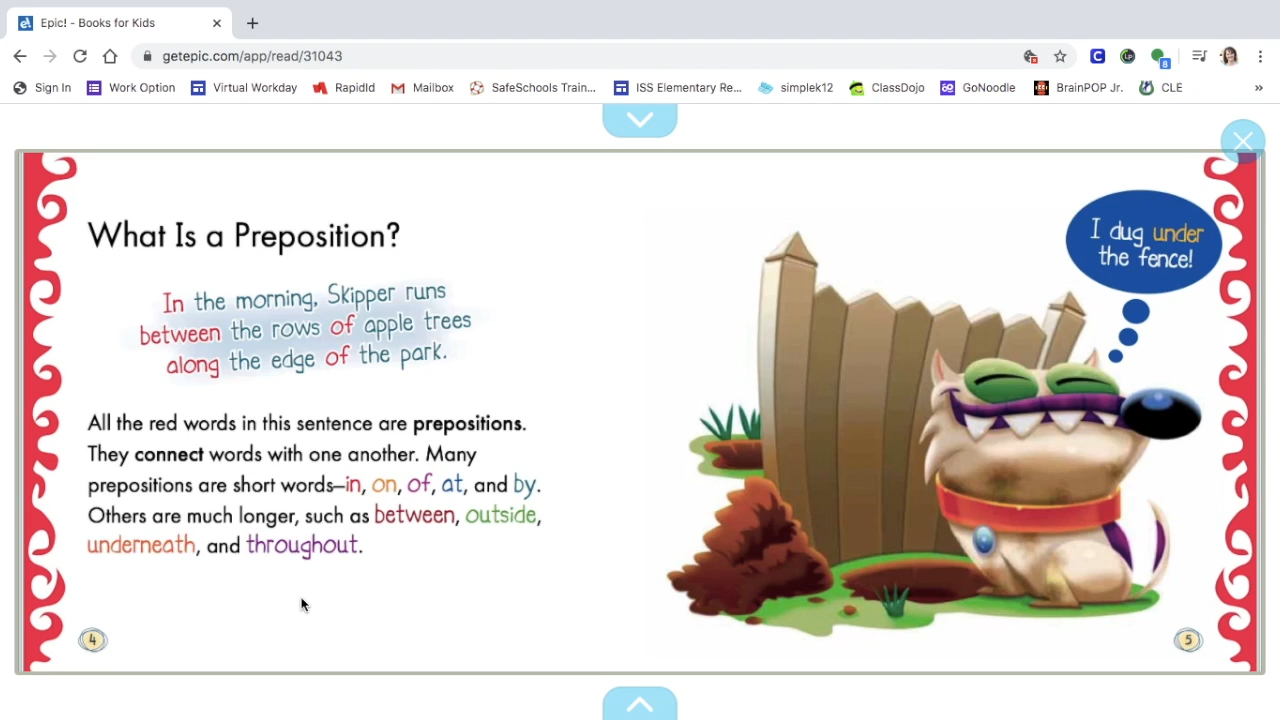 Epic! - Books for Kids
getepic.com/app/read/31043
Sign In Work Option Virtual Workday RapidId Mailbox SafeSchools Train... ISS Elementary Re... simplek12 ClassDojo GoNoodle BrainPOP Jr. CLE »
8
What Is a Preposition?
In the morning, Skipper runs
between the rows of apple trees
along the edge of the park.
All the red words in this sentence are prepositions.
They connect words with one another. Many
prepositions are short words—in, on, of, at, and by.
Others are much longer, such as between, outside,
underneath, and throughout.
4
I dug under
the fence!
5